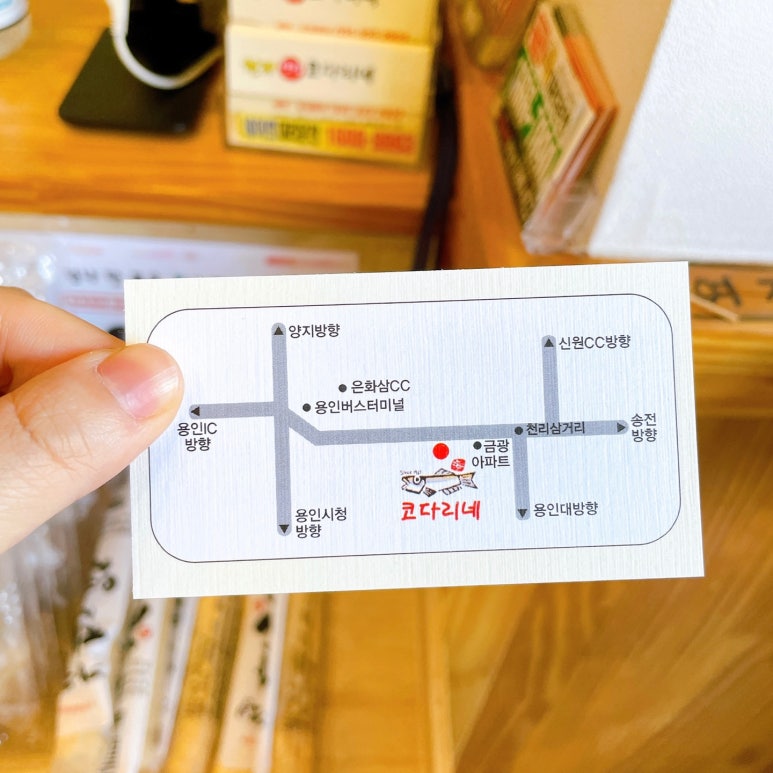 양지방향
신원CC방향
은화삼CC
용인버스터미널
용인IC
방향
천리삼거리
송전
방향
금광
아파트
Since 1971
코다리네
용인시청
방향
용인대방향
여